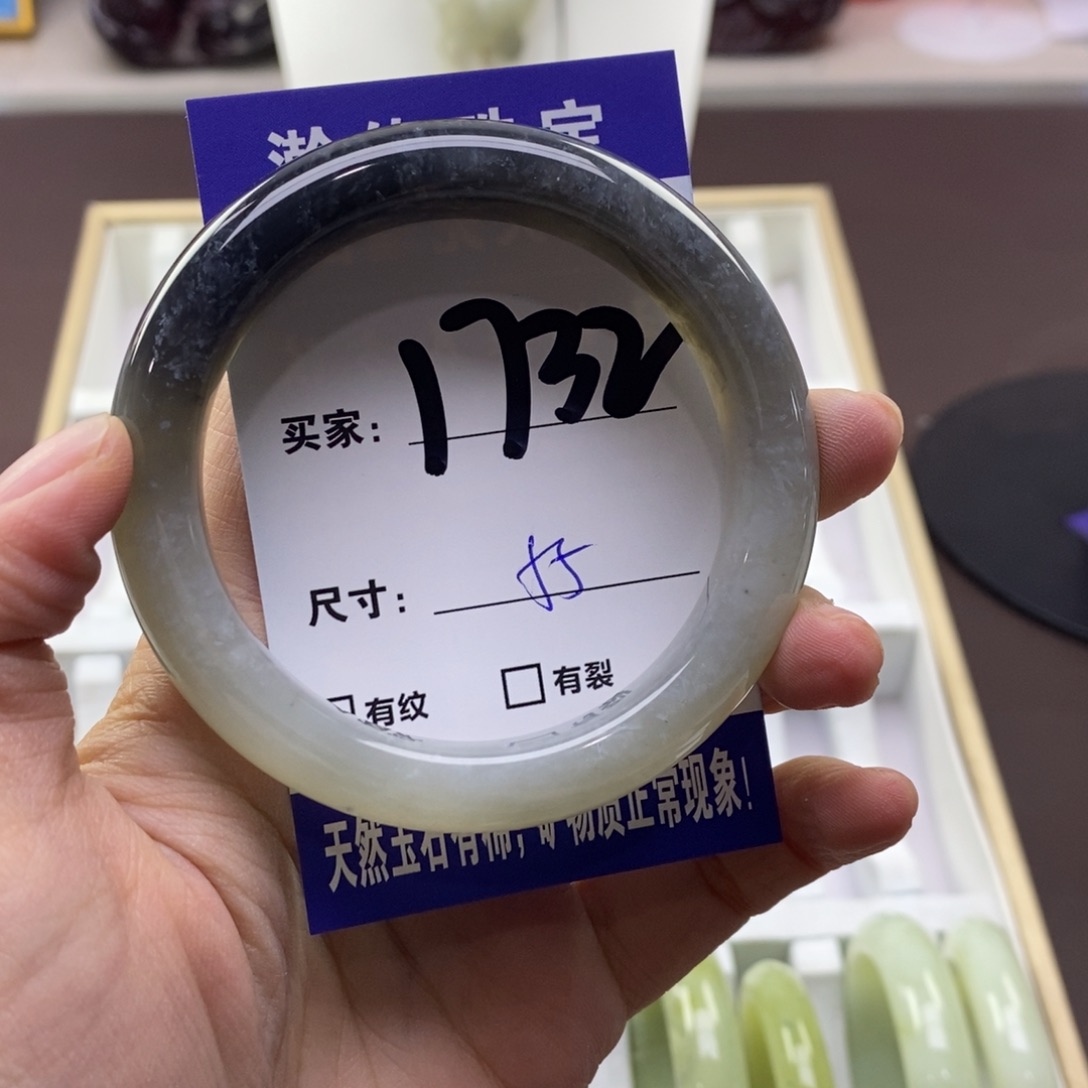 买家: 1732
尺寸:
有纹 □有裂
天然玉石有棉,矿物质正常现象!